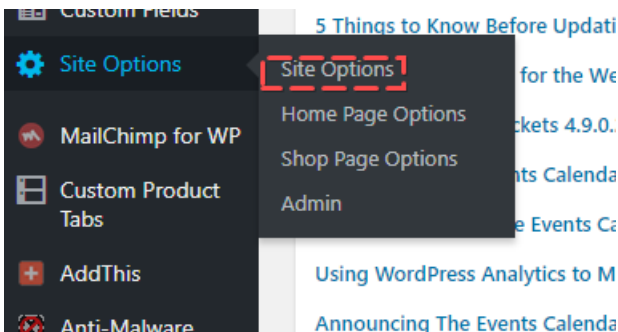 Custom Fields
Site Options
MailChimp for WP
Custom Product
Tabs
AddThis
Anti-Malware
Site Options
Home Page Options
Shop Page Options
Admin
5 Things to Know Before Updati
for the We
ckets 4.9.0.
nts Calenda
e Events Ca
Using WordPress Analytics to M
Announcing The Events Calenda